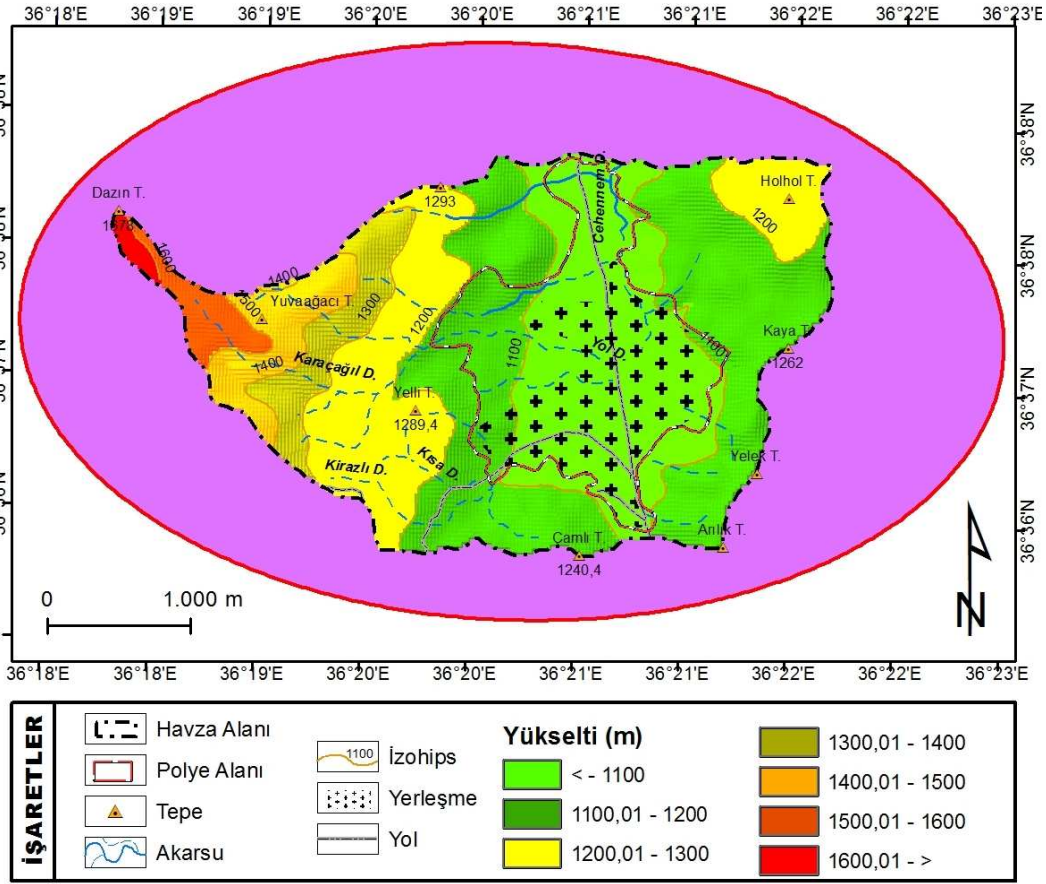 36°18'E 36°19'E 36°19'E 36°20'E 36°20'E 36°21'E 36°21'E 36°22'E 36°22'E 36°23'E
36°38'N
36°38'N
36°37'N
36°36'N
Dazın T.
1600
1400
1500
Yuvaağacı T.
1300
1400
Karaçağıl D.
1293
1200
Yelli T.
1289,4
Kısa D.
Kirazlı D.
Cehennem D.
1100
Yol D.
1100
Holhol T.
1200
Kaya T.
1262
Yelek T.
Arılık T.
Çamlı T.
1240,4
0 1.000 m
N
36°18'E 36°18'E 36°19'E 36°20'E 36°20'E 36°21'E 36°21'E 36°22'E 36°22'E 36°23'E
İŞARETLER
Havza Alanı
Polye Alanı
Tepe
Akarsu
1100 İzohips
Yerleşme
Yol
Yükselti (m)
< - 1100
1100,01 - 1200
1200,01 - 1300
1300,01 - 1400
1400,01 - 1500
1500,01 - 1600
1600,01 - >